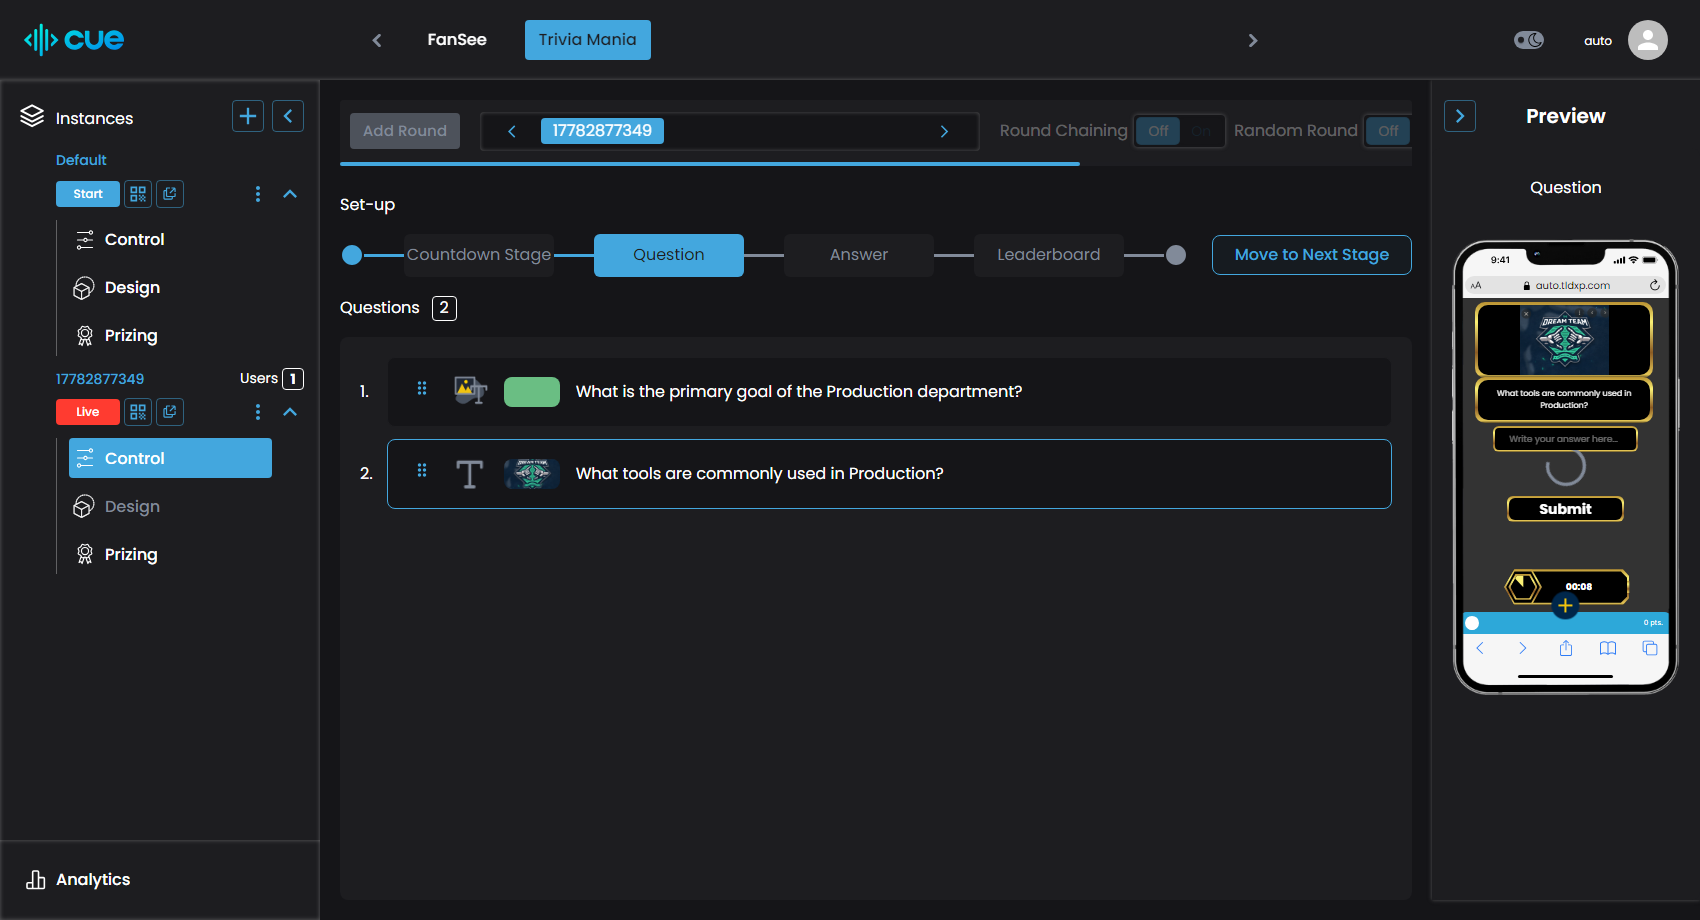 cue
FanSee
Trivia Mania
auto
Instances
Default
Start
Control
Design
Prizing
17782877349
Users 1
Live
Control
Design
Prizing
Analytics
Add Round
17782877349
Round Chaining
Off
On
Random Round
Off
Set-up
Countdown Stage
Question
Answer
Leaderboard
Move to Next Stage
Questions 2
1. What is the primary goal of the Production department?
2. What tools are commonly used in Production?
Preview
Question
9:41
AA
auto.tldxp.com
DREAM TEAM
What tools are commonly used in
Production?
Write your answer here...
Submit
00:08
0 pts.